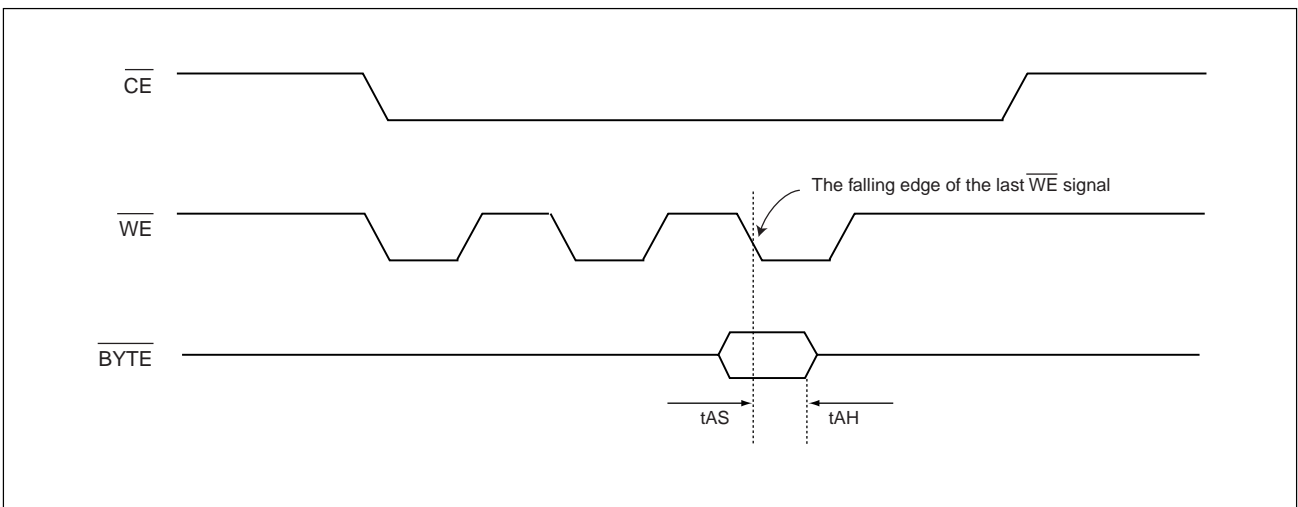 CE
The falling edge of the last WE signal
WE
BYTE
tAS
tAH